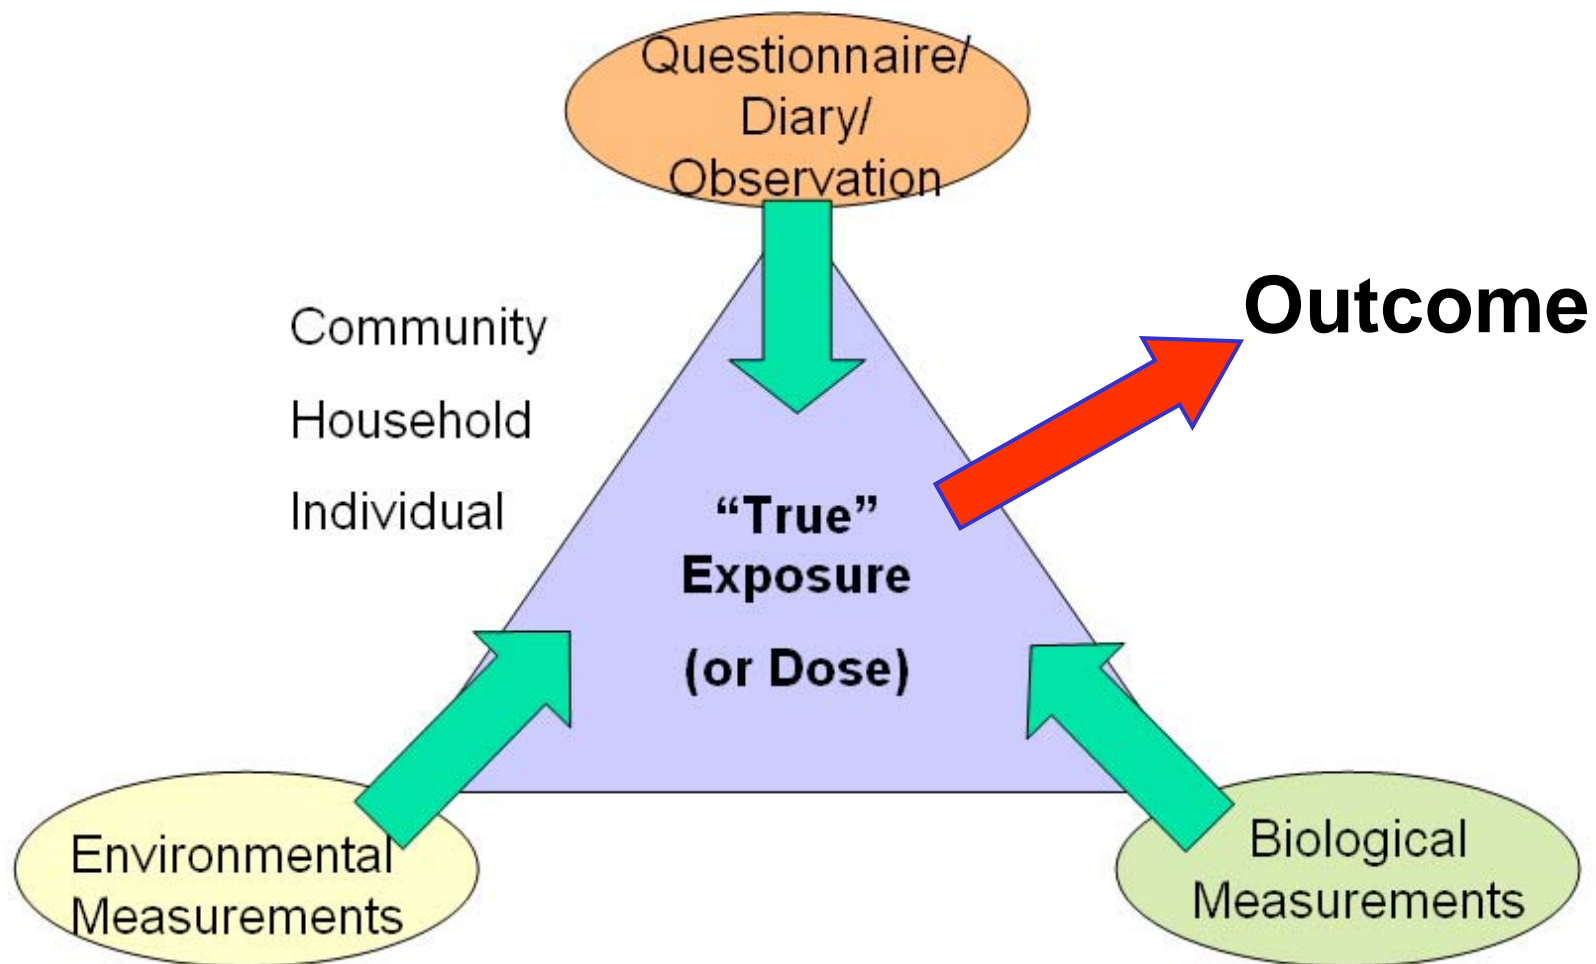 Questionnaire/
Diary/
Observation
Outcome
Community
Household
Individual
“True”
Exposure
(or Dose)
Environmental
Measurements
Biological
Measurements